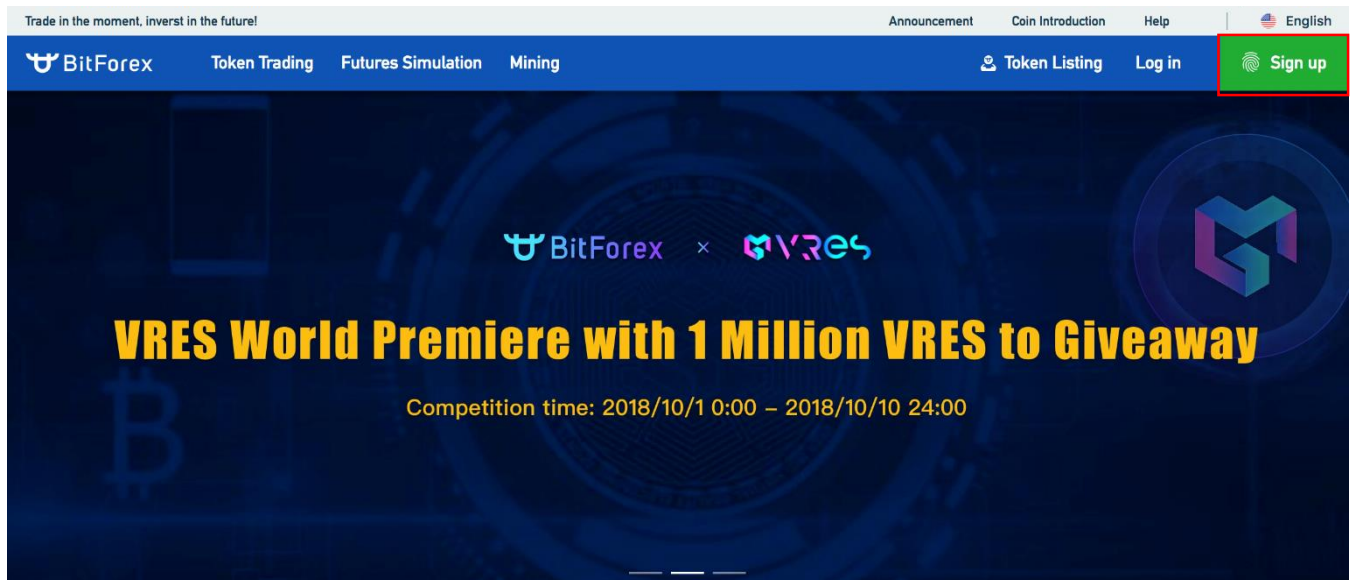 Trade in the moment, inverst in the future! Announcement Coin Introduction Help English
BitForex Token Trading Futures Simulation Mining Token Listing Log in Sign up
BitForex × VRES
VRES World Premiere with 1 Million VRES to Giveaway
Competition time: 2018/10/1 0:00 – 2018/10/10 24:00